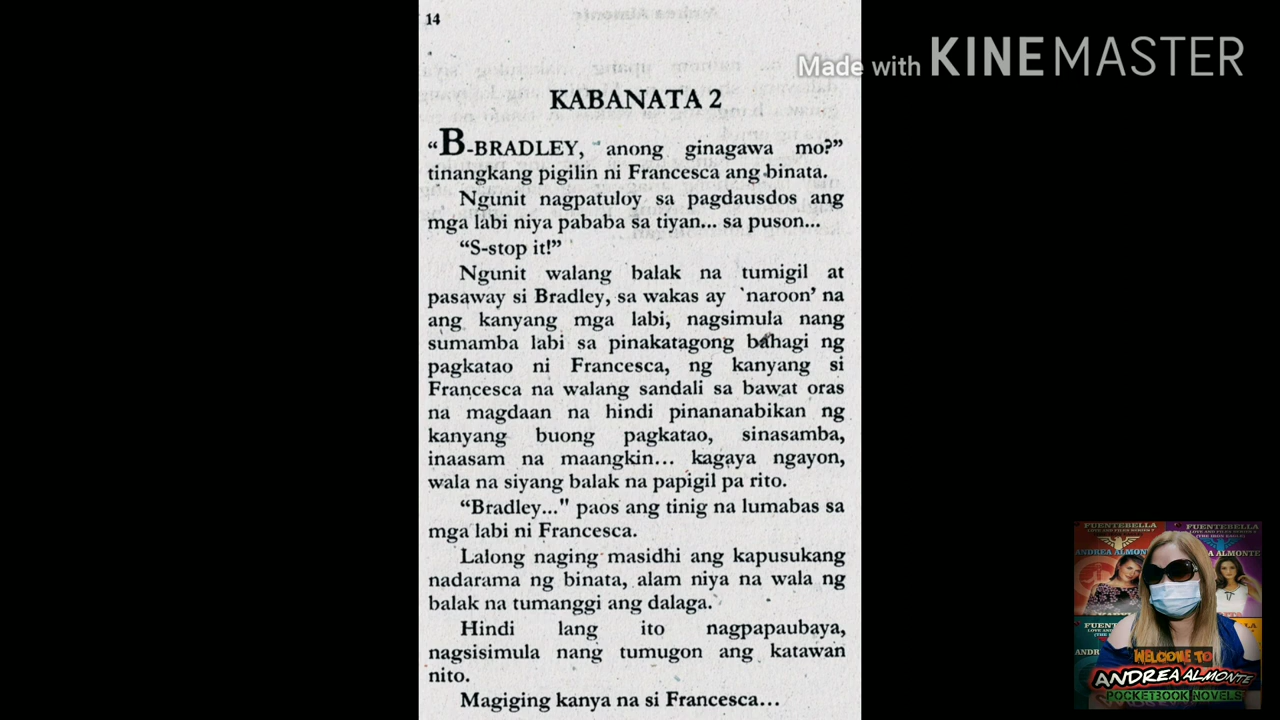 14
Made with KINEMASTER
KABANATA 2
“B-BRADLEY, anong ginagawa mo?”
tinangkang pigilin ni Francesca ang binata.
Ngunit nagpatuloy sa pagdausdos ang
mga labi niya pababa sa tiyan... sa puson...
“S-stop it!”
Ngunit walang balak na tumigil at
pasaway si Bradley, sa wakas ay `naroon’ na
ang kanyang mga labi, nagsimula nang
sumamba labi sa pinakatagong bahagi ng
pagkatao ni Francesca, ng kanyang si
Francesca na walang sandali sa bawat oras
na magdaan na hindi pinananabikan ng
kanyang buong pagkatao, sinasamba,
inaasam na maangkin... kagaya ngayon,
wala na siyang balak na papigil pa rito.
“Bradley..." paos ang tinig na lumabas sa
mga labi ni Francesca.
Lalong naging masidhi ang kapusukang
nadarama ng binata, alam niya na wala ng
balak na tumanggi ang dalaga.
Hindi lang ito nagpapaubaya,
nagsisimula nang tumugon ang katawan
nito.
Magiging kanya na si Francesca...
FUENTEBELLA
FUENTEBELLA
ANDREA ALMONTE
WELCOME TO
ANDREA ALMONTE
POCKETBOOK NOVELS